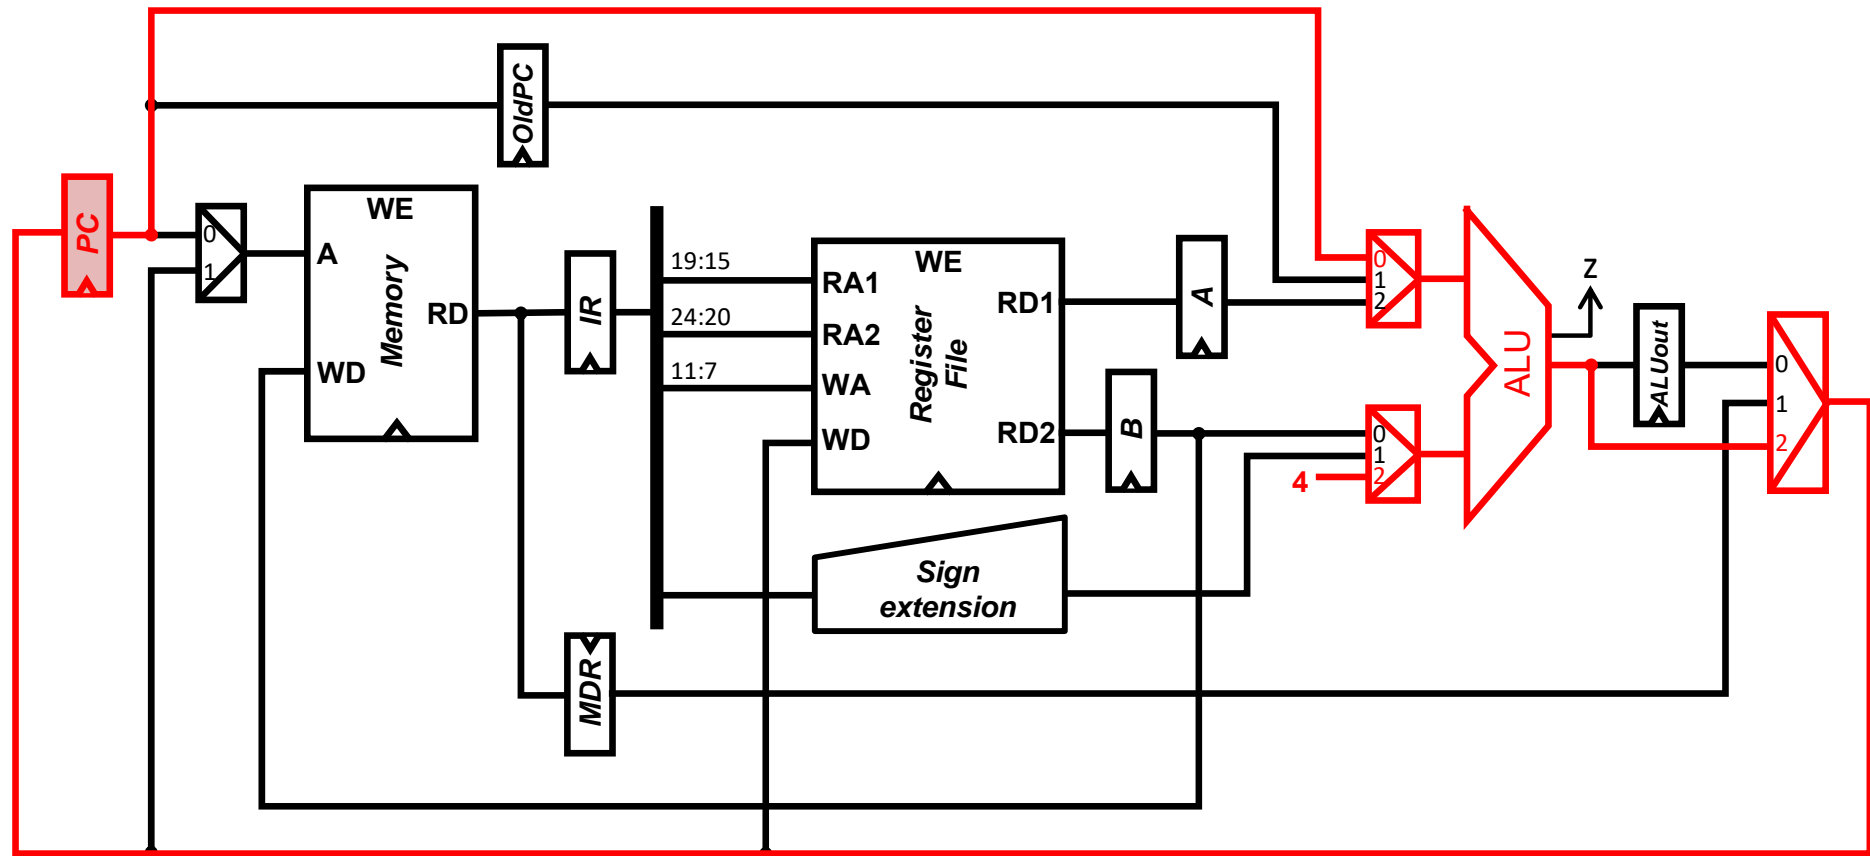 OldPC
PC
0
1
A
WE
Memory
RD
WD
IR
19:15
24:20
11:7
RA1
RA2
WA
WD
WE
Register
File
RD1
RD2
A
B
Sign
extension
MDR
0
1
2
0
1
2
4
ALU
Z
ALUout
0
1
2